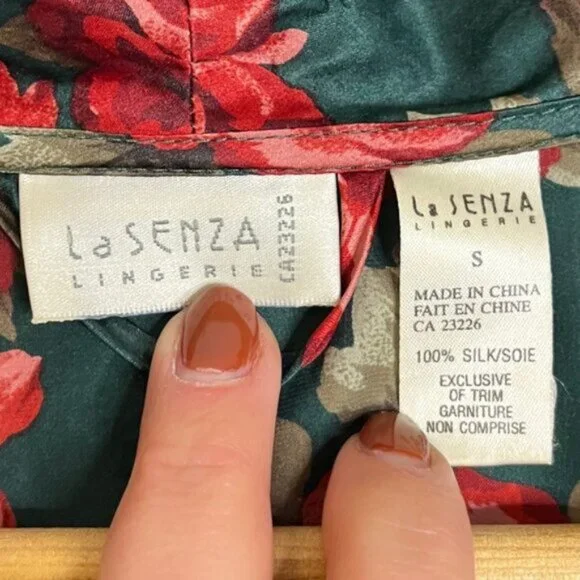 La SENZA
LINGERIE
CA23226
La SENZA
LINGERIE
S
MADE IN CHINA
FAIT EN CHINE
CA 23226
100% SILK/SOIE
EXCLUSIVE
OF TRIM
GARNITURE
NON COMPRISE